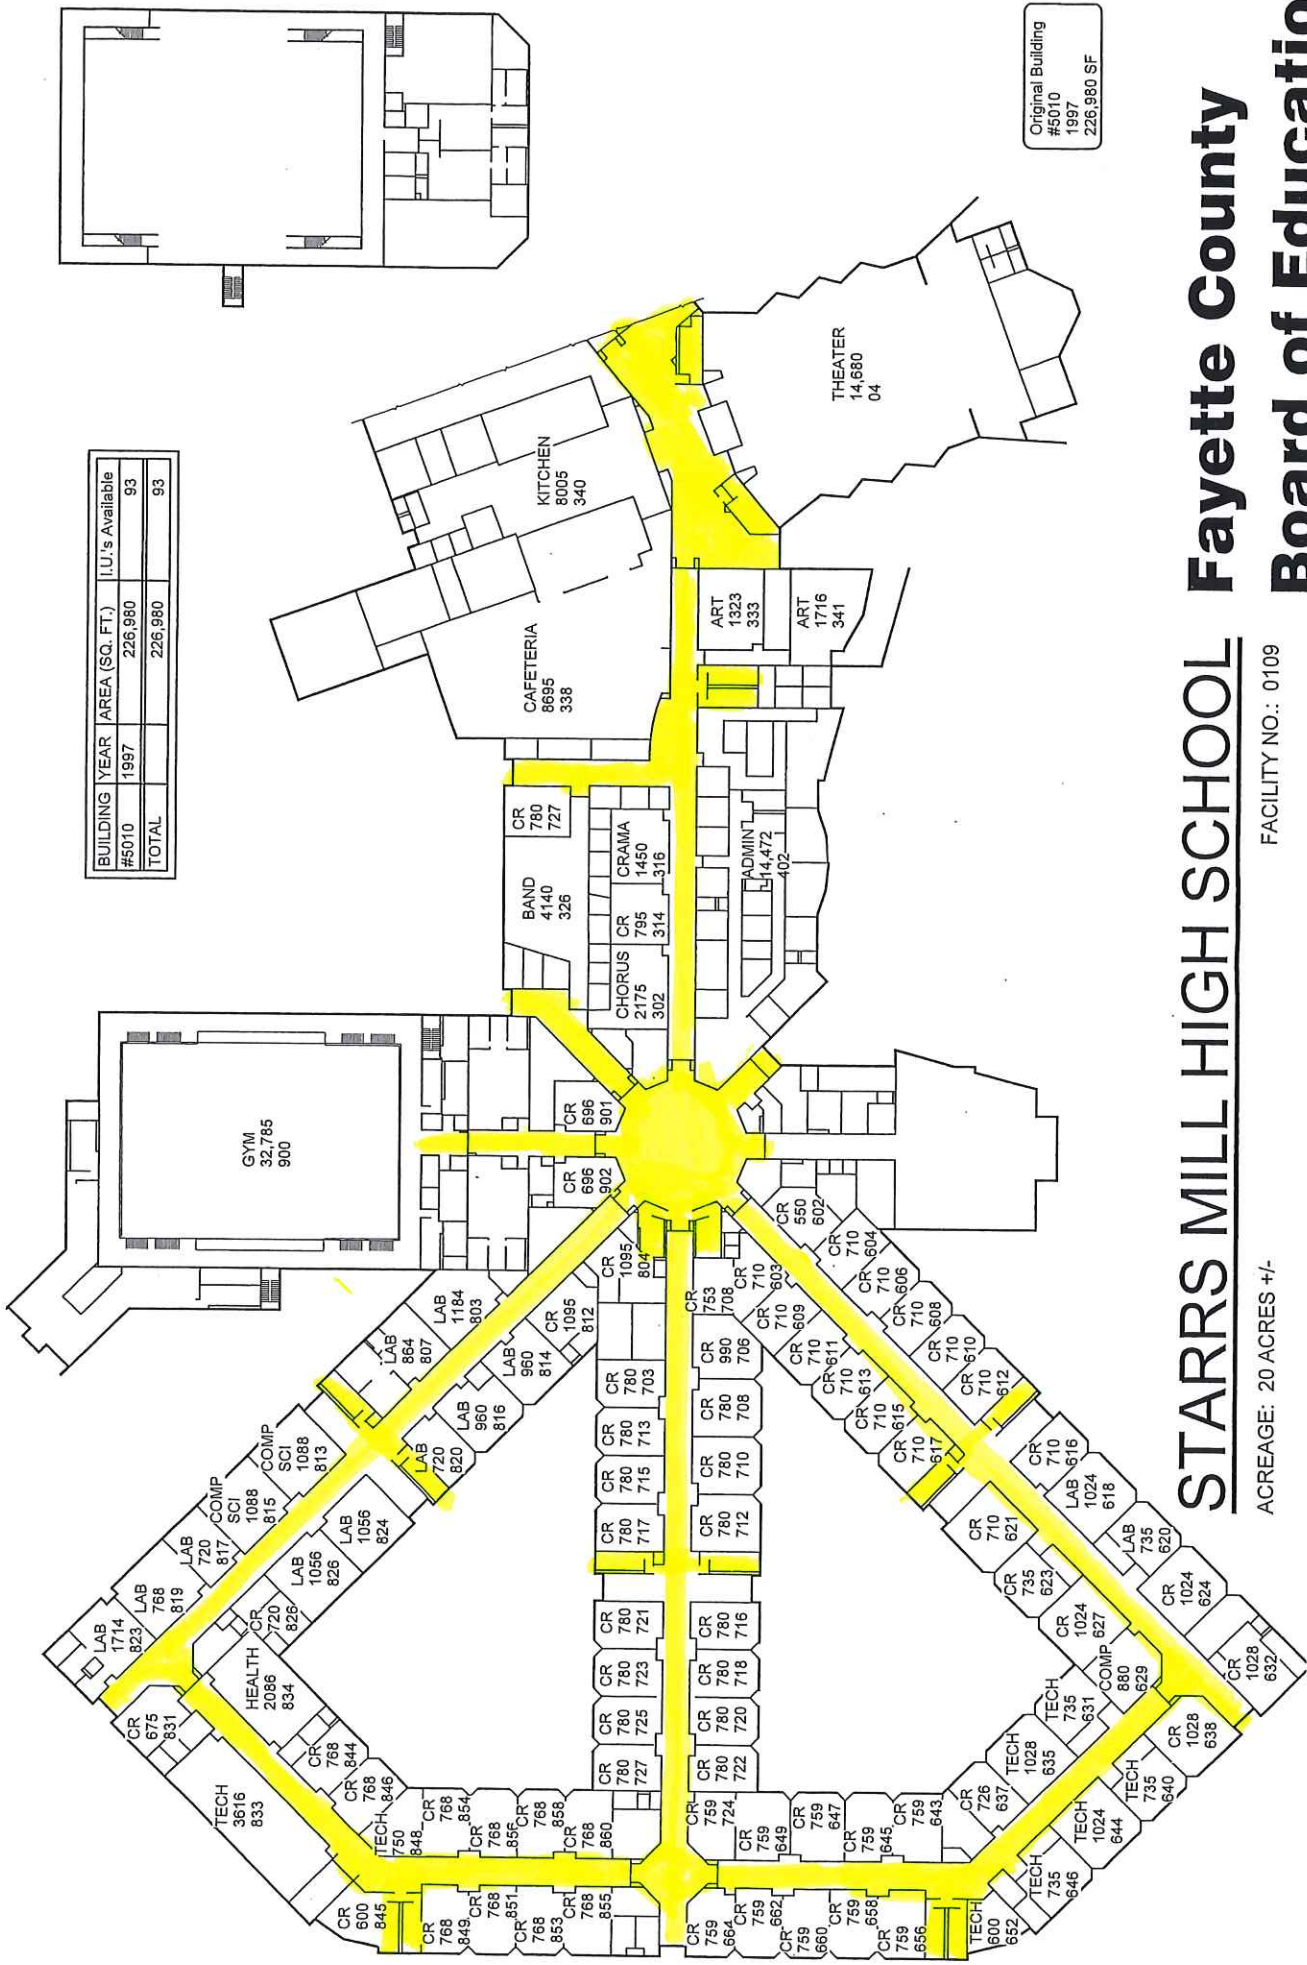 STARRS MILL HIGH SCHOOL
ACREAGE: 20 ACRES +/-
FACILITY NO.: 0109
Fayette County
Board of Educatio
Original Building
#5010
1997
226,980 SF
BUILDING YEAR AREA (SQ. FT.) I.U.'s Available
#5010 1997 226,980 93
TOTAL 226,980 93
GYM
32,785
900
BAND
4140
326
CR
780
727
CHORUS
2175
302
CR
795
314
CRAMA
1450
316
CAFETERIA
8695
338
KITCHEN
8005
340
THEATER
14,680
04
ART
1323
333
ART
1716
341
ADMIN
14,472
402
CR
696
901
CR
696
902
LAB
1714
823
LAB
768
819
LAB
720
817
COMP
SCI
1088
815
COMP
SCI
1088
813
LAB
864
807
LAB
1184
803
CR
675
831
TECH
3616
833
HEALTH
2086
834
CR
720
826
LAB
1056
826
LAB
1056
824
LAB
720
820
LAB
960
816
LAB
960
814
CR
1095
812
CR
1095
804
CR
768
844
CR
768
846
TECH
750
848
CR
768
854
CR
768
856
CR
768
858
CR
768
860
CR
600
845
CR
768
849
CR
768
851
CR
768
853
CR
768
855
CR
780
727
CR
780
725
CR
780
723
CR
780
721
CR
780
717
CR
780
715
CR
780
713
CR
780
703
CR
759
724
CR
780
722
CR
780
720
CR
780
718
CR
780
716
CR
780
712
CR
780
710
CR
780
708
CR
990
706
CR
753
708
CR
759
664
CR
759
662
CR
759
660
CR
759
658
CR
759
656
TECH
600
652
CR
759
649
CR
759
647
CR
759
645
CR
759
643
CR
726
637
TECH
1028
635
TECH
735
631
COMP
880
629
CR
1024
627
CR
735
623
CR
710
621
CR
710
617
CR
710
615
CR
710
613
CR
710
611
CR
710
609
CR
710
603
TECH
735
646
TECH
1024
644
TECH
735
640
CR
1028
638
CR
1028
632
CR
1024
624
LAB
735
620
LAB
1024
618
CR
710
616
CR
710
612
CR
710
610
CR
710
608
CR
710
606
CR
710
604
CR
550
602